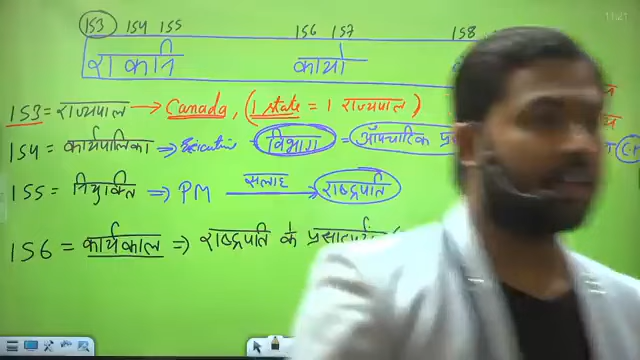 153 154 155 156 157 158
राकानि कार्यो
153 = राज्यपाल → Canada, (1 state = 1 राज्यपाल)
154 = कार्यपालिका → Executive विभाग = औपचारिक
155 = नियुक्ति ⇒ PM सलाह राष्ट्रपति
156 = कार्यकाल ⇒ राष्ट्रपति के प्रसादपर्यन्त